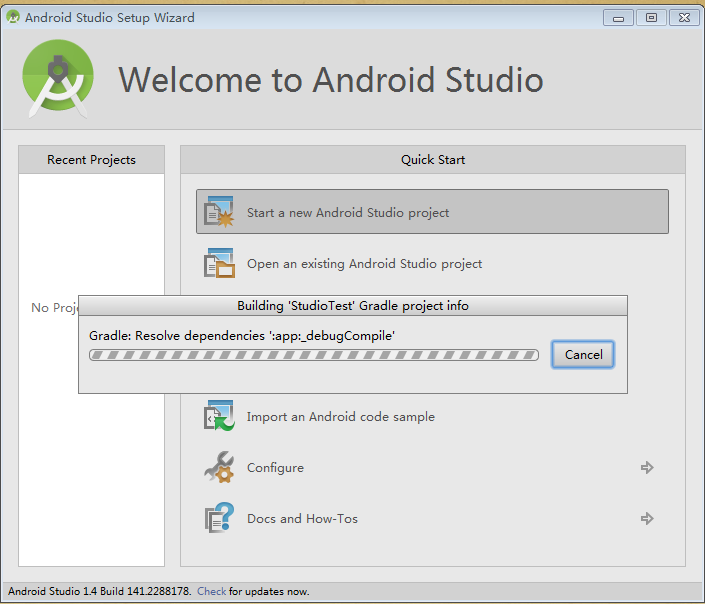 Android Studio Setup Wizard
Welcome to Android Studio
Recent Projects
Quick Start
Start a new Android Studio project
Open an existing Android Studio project
No Proj
Building 'StudioTest' Gradle project info
Gradle: Resolve dependencies ':app:_debugCompile'
Cancel
Import an Android code sample
Configure
Docs and How-Tos
Android Studio 1.4 Build 141.2288178. Check for updates now.